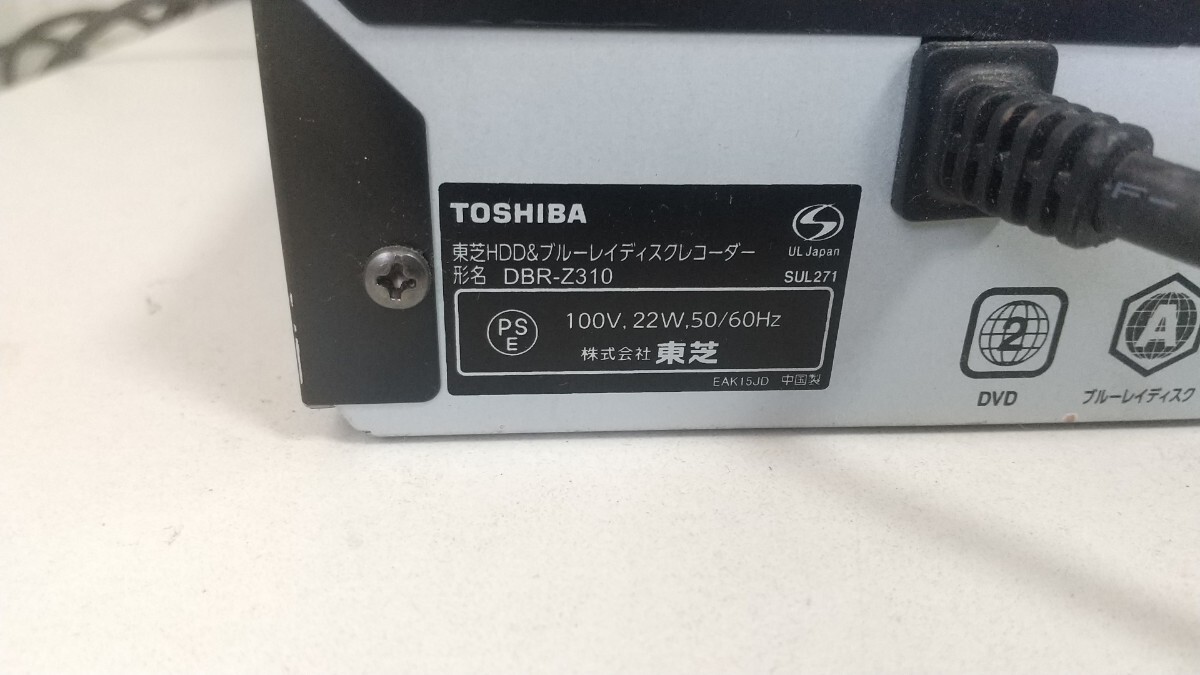 TOSHIBA
UL Japan
東芝HDD&ブルーレイディスクレコーダー
形名 DBR-Z310
SUL271
PS
E
100V, 22W, 50/60Hz
株式会社 東芝
EAK15JD 中国製
2
DVD
A
ブルーレイディスク
F